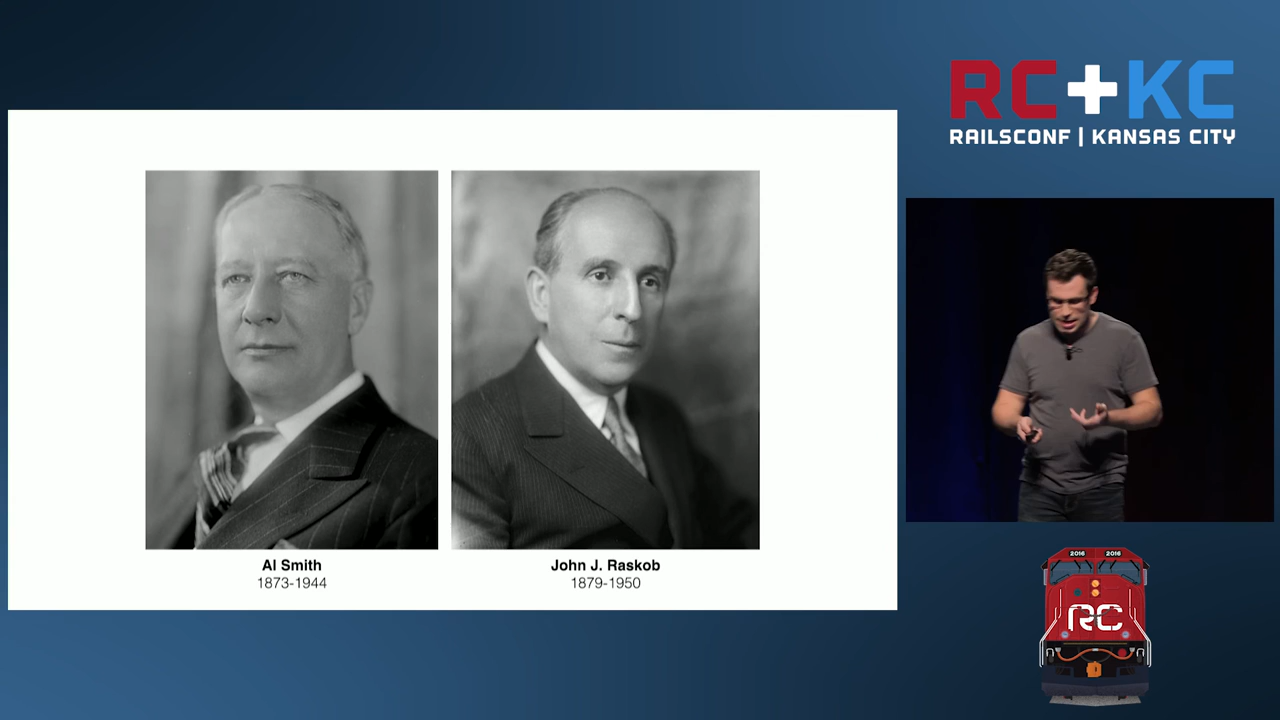 RC+KC
RAILSCONF | KANSAS CITY
Al Smith
1873-1944
John J. Raskob
1879-1950
2016 2016
RC